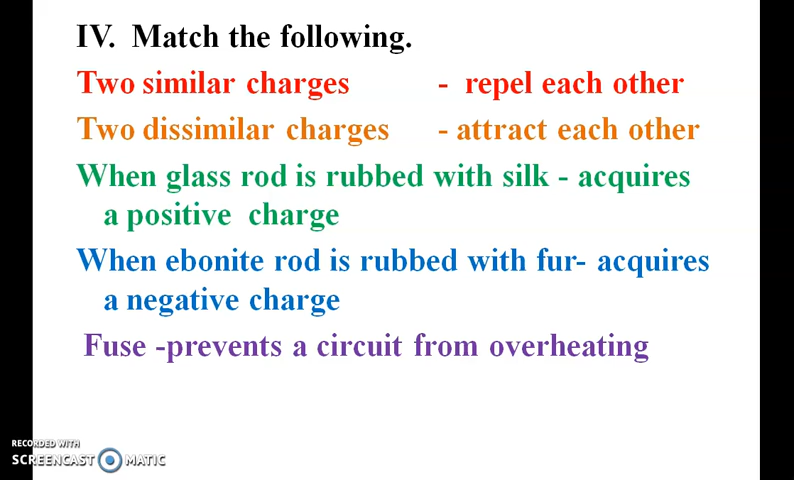 IV. Match the following.
Two similar charges - repel each other
Two dissimilar charges - attract each other
When glass rod is rubbed with silk - acquires
a positive charge
When ebonite rod is rubbed with fur- acquires
a negative charge
Fuse -prevents a circuit from overheating
RECORDED WITH
SCREENCAST MATIC